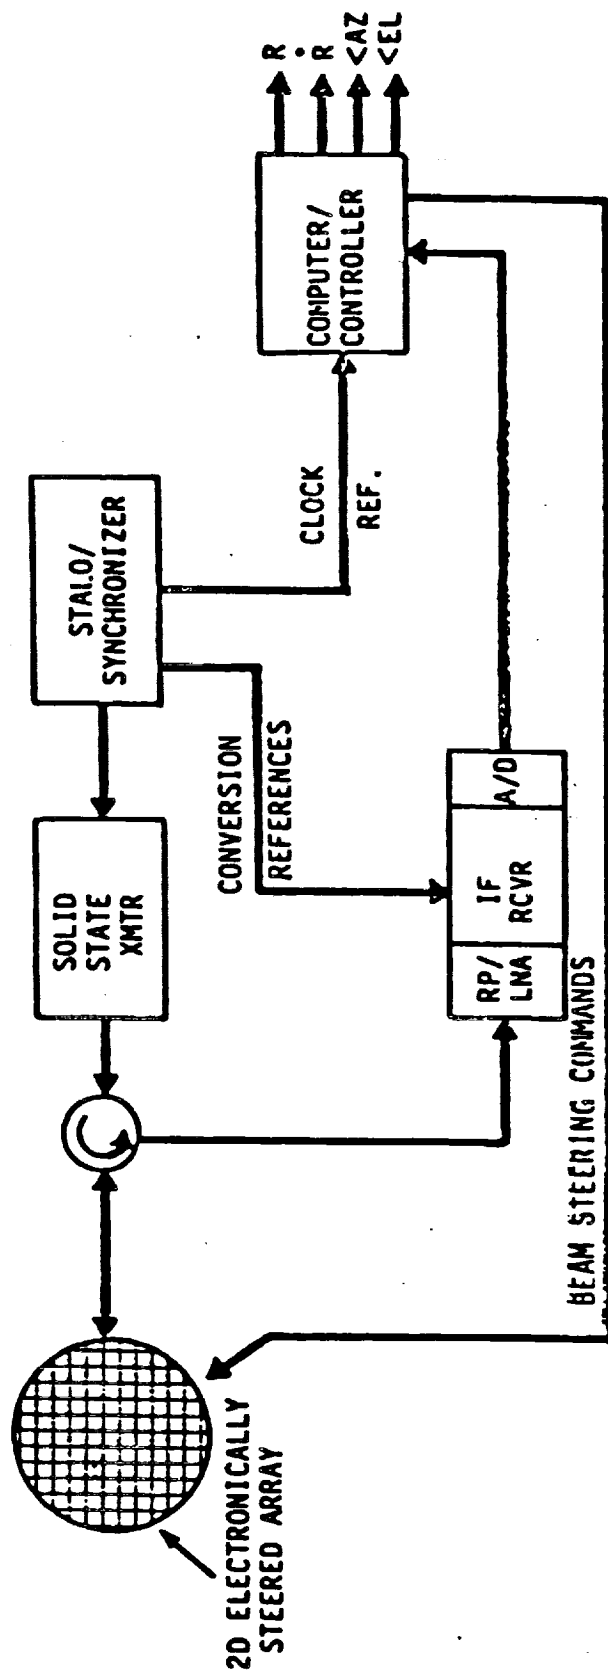 2D ELECTRONICALLY
STEERED ARRAY
SOLID
STATE
XMTR
STALO/
SYNCHRONIZER
CONVERSION
REFERENCES
CLOCK
REF.
RP/
LNA
IF
RCVR
A/D
COMPUTER/
CONTROLLER
R
Ṙ
<AZ
<EL
BEAM STEERING COMMANDS